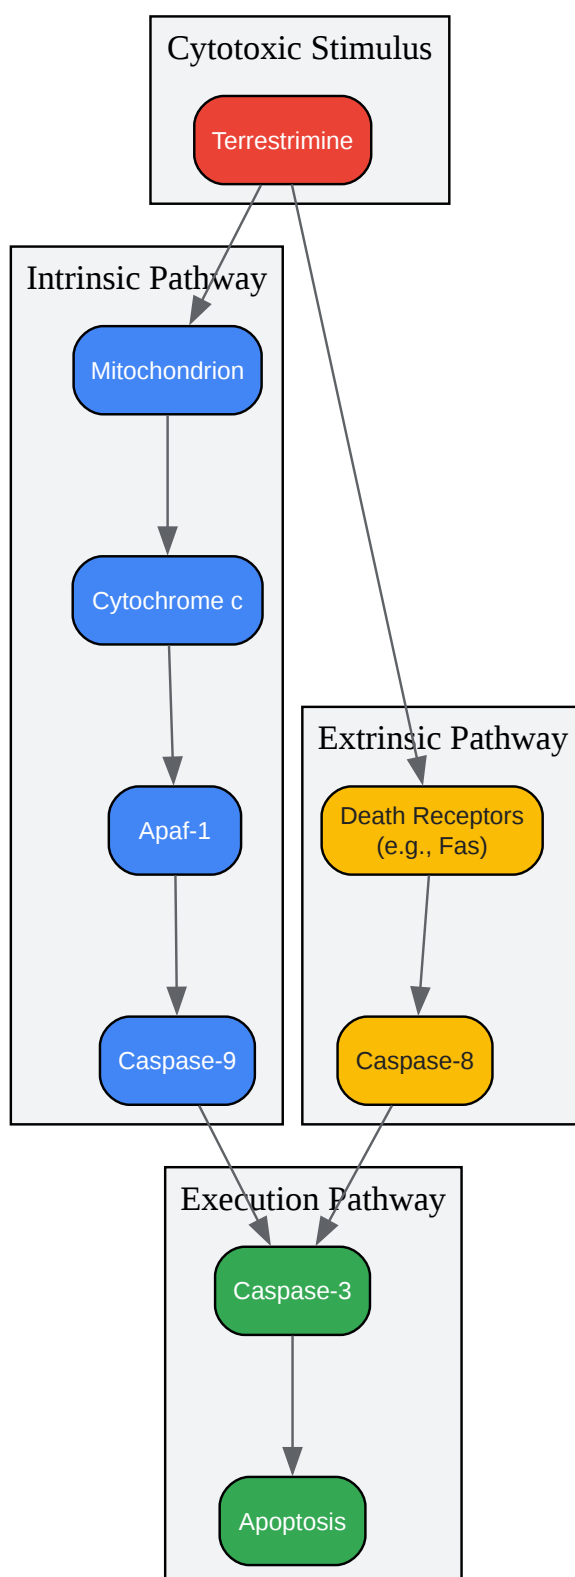 Cytotoxic Stimulus
Terrestrimine
Intrinsic Pathway
Mitochondrion
Cytochrome c
Apaf-1
Caspase-9
Extrinsic Pathway
Death Receptors
(e.g., Fas)
Caspase-8
Execution Pathway
Caspase-3
Apoptosis